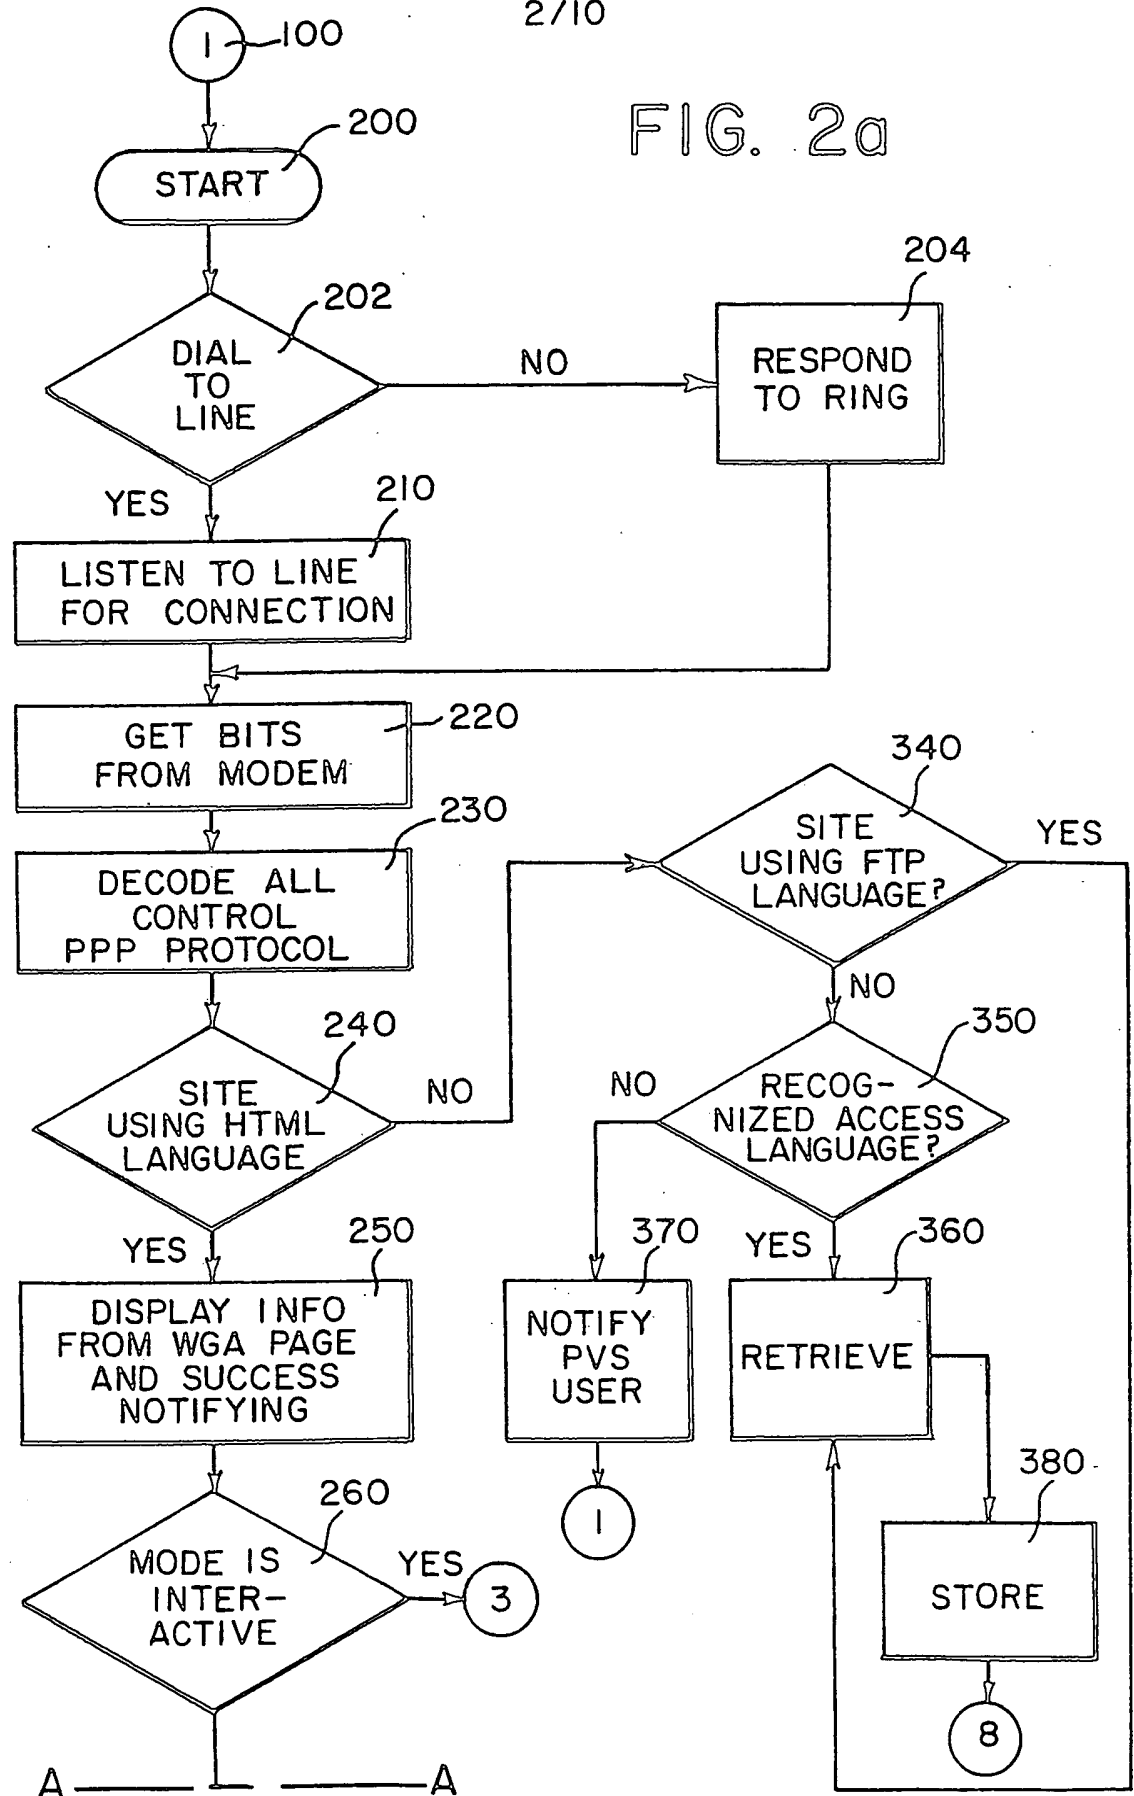 2/10
1
100
FIG. 2a
200
START
202
DIAL
TO
LINE
NO
204
RESPOND
TO RING
YES
210
LISTEN TO LINE
FOR CONNECTION
220
GET BITS
FROM MODEM
230
DECODE ALL
CONTROL
PPP PROTOCOL
240
SITE
USING HTML
LANGUAGE
NO
340
SITE
USING FTP
LANGUAGE?
YES
NO
350
RECOG-
NIZED ACCESS
LANGUAGE?
NO
YES
250
DISPLAY INFO
FROM WGA PAGE
AND SUCCESS
NOTIFYING
YES
370
NOTIFY
PVS
USER
1
360
RETRIEVE
380
STORE
8
260
MODE IS
INTER-
ACTIVE
YES
3
A
A